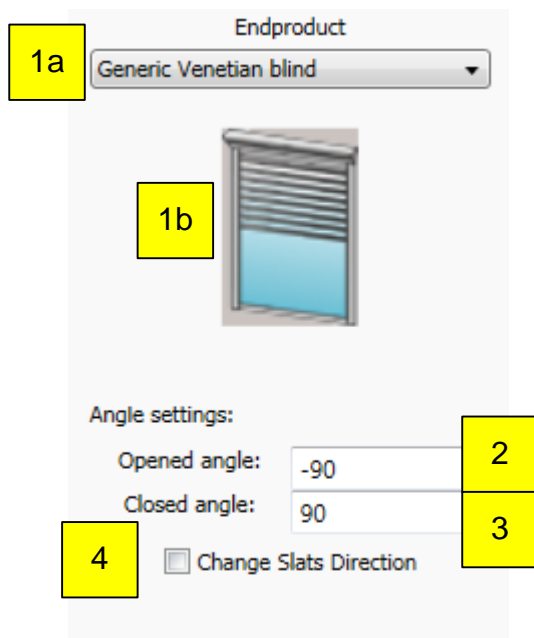 Endproduct
1a
Generic Venetian blind
1b
Angle settings:
Opened angle: -90 2
Closed angle: 90 3
4 Change Slats Direction